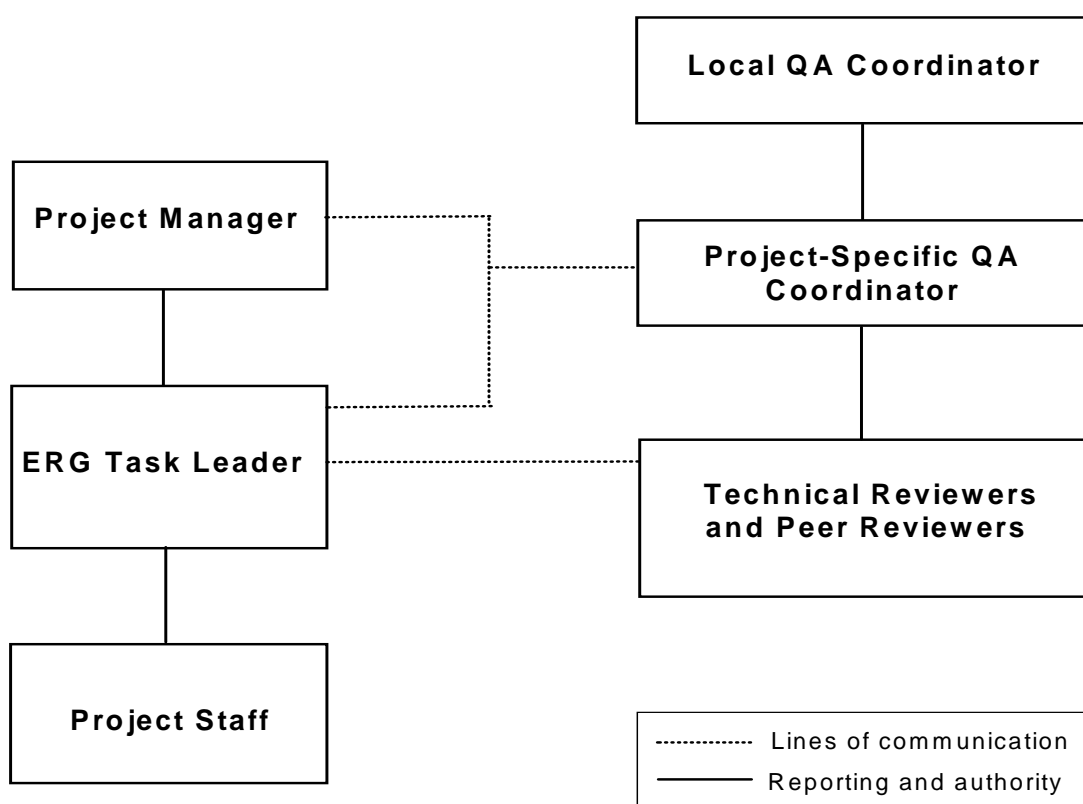 Local QA Coordinator
Project Manager
Project-Specific QA
Coordinator
ERG Task Leader
Technical Reviewers
and Peer Reviewers
Project Staff
Lines of communication
Reporting and authority